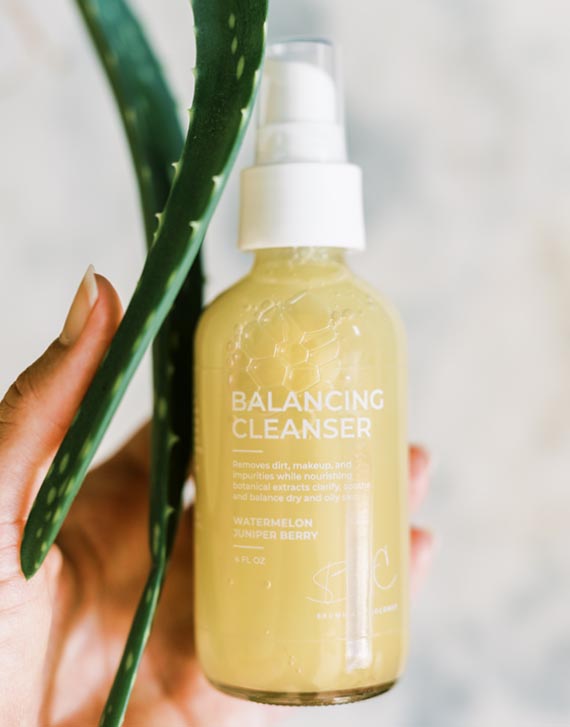 BALANCING
CLEANSER
Removes dirt, makeup, and
impurities while nourishing
botanical extracts clarify, soothe
and balance dry and oily skin
WATERMELON
JUNIPER BERRY
4 FL OZ